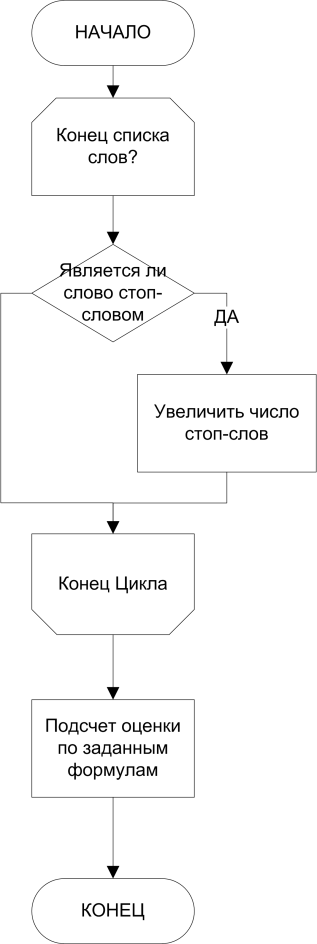 НАЧАЛО
Конец списка
слов?
Является ли
слово стоп-
словом
ДА
Увеличить число
стоп-слов
Конец Цикла
Подсчет оценки
по заданным
формулам
КОНЕЦ